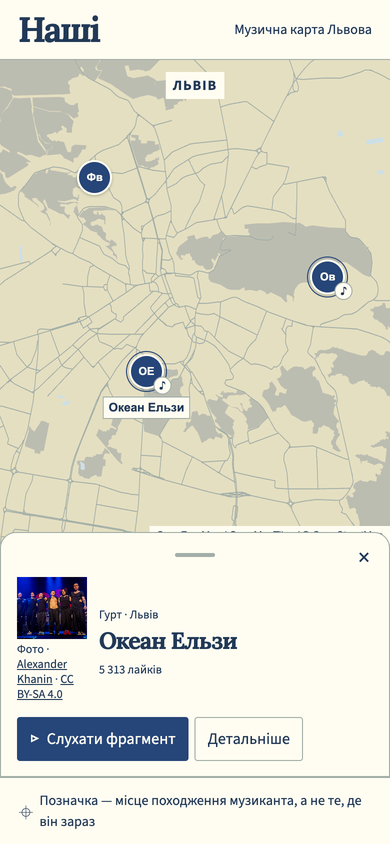 Наші
Музична карта Львова
ЛЬВІВ
Фв
Ов
ОЕ
Океан Ельзи
Гурт · Львів
Океан Ельзи
5 313 лайків
Фото ·
Alexander
Khanin · CC
BY-SA 4.0
Слухати фрагмент
Детальніше
Позначка — місце походження музиканта, а не те, де
він зараз